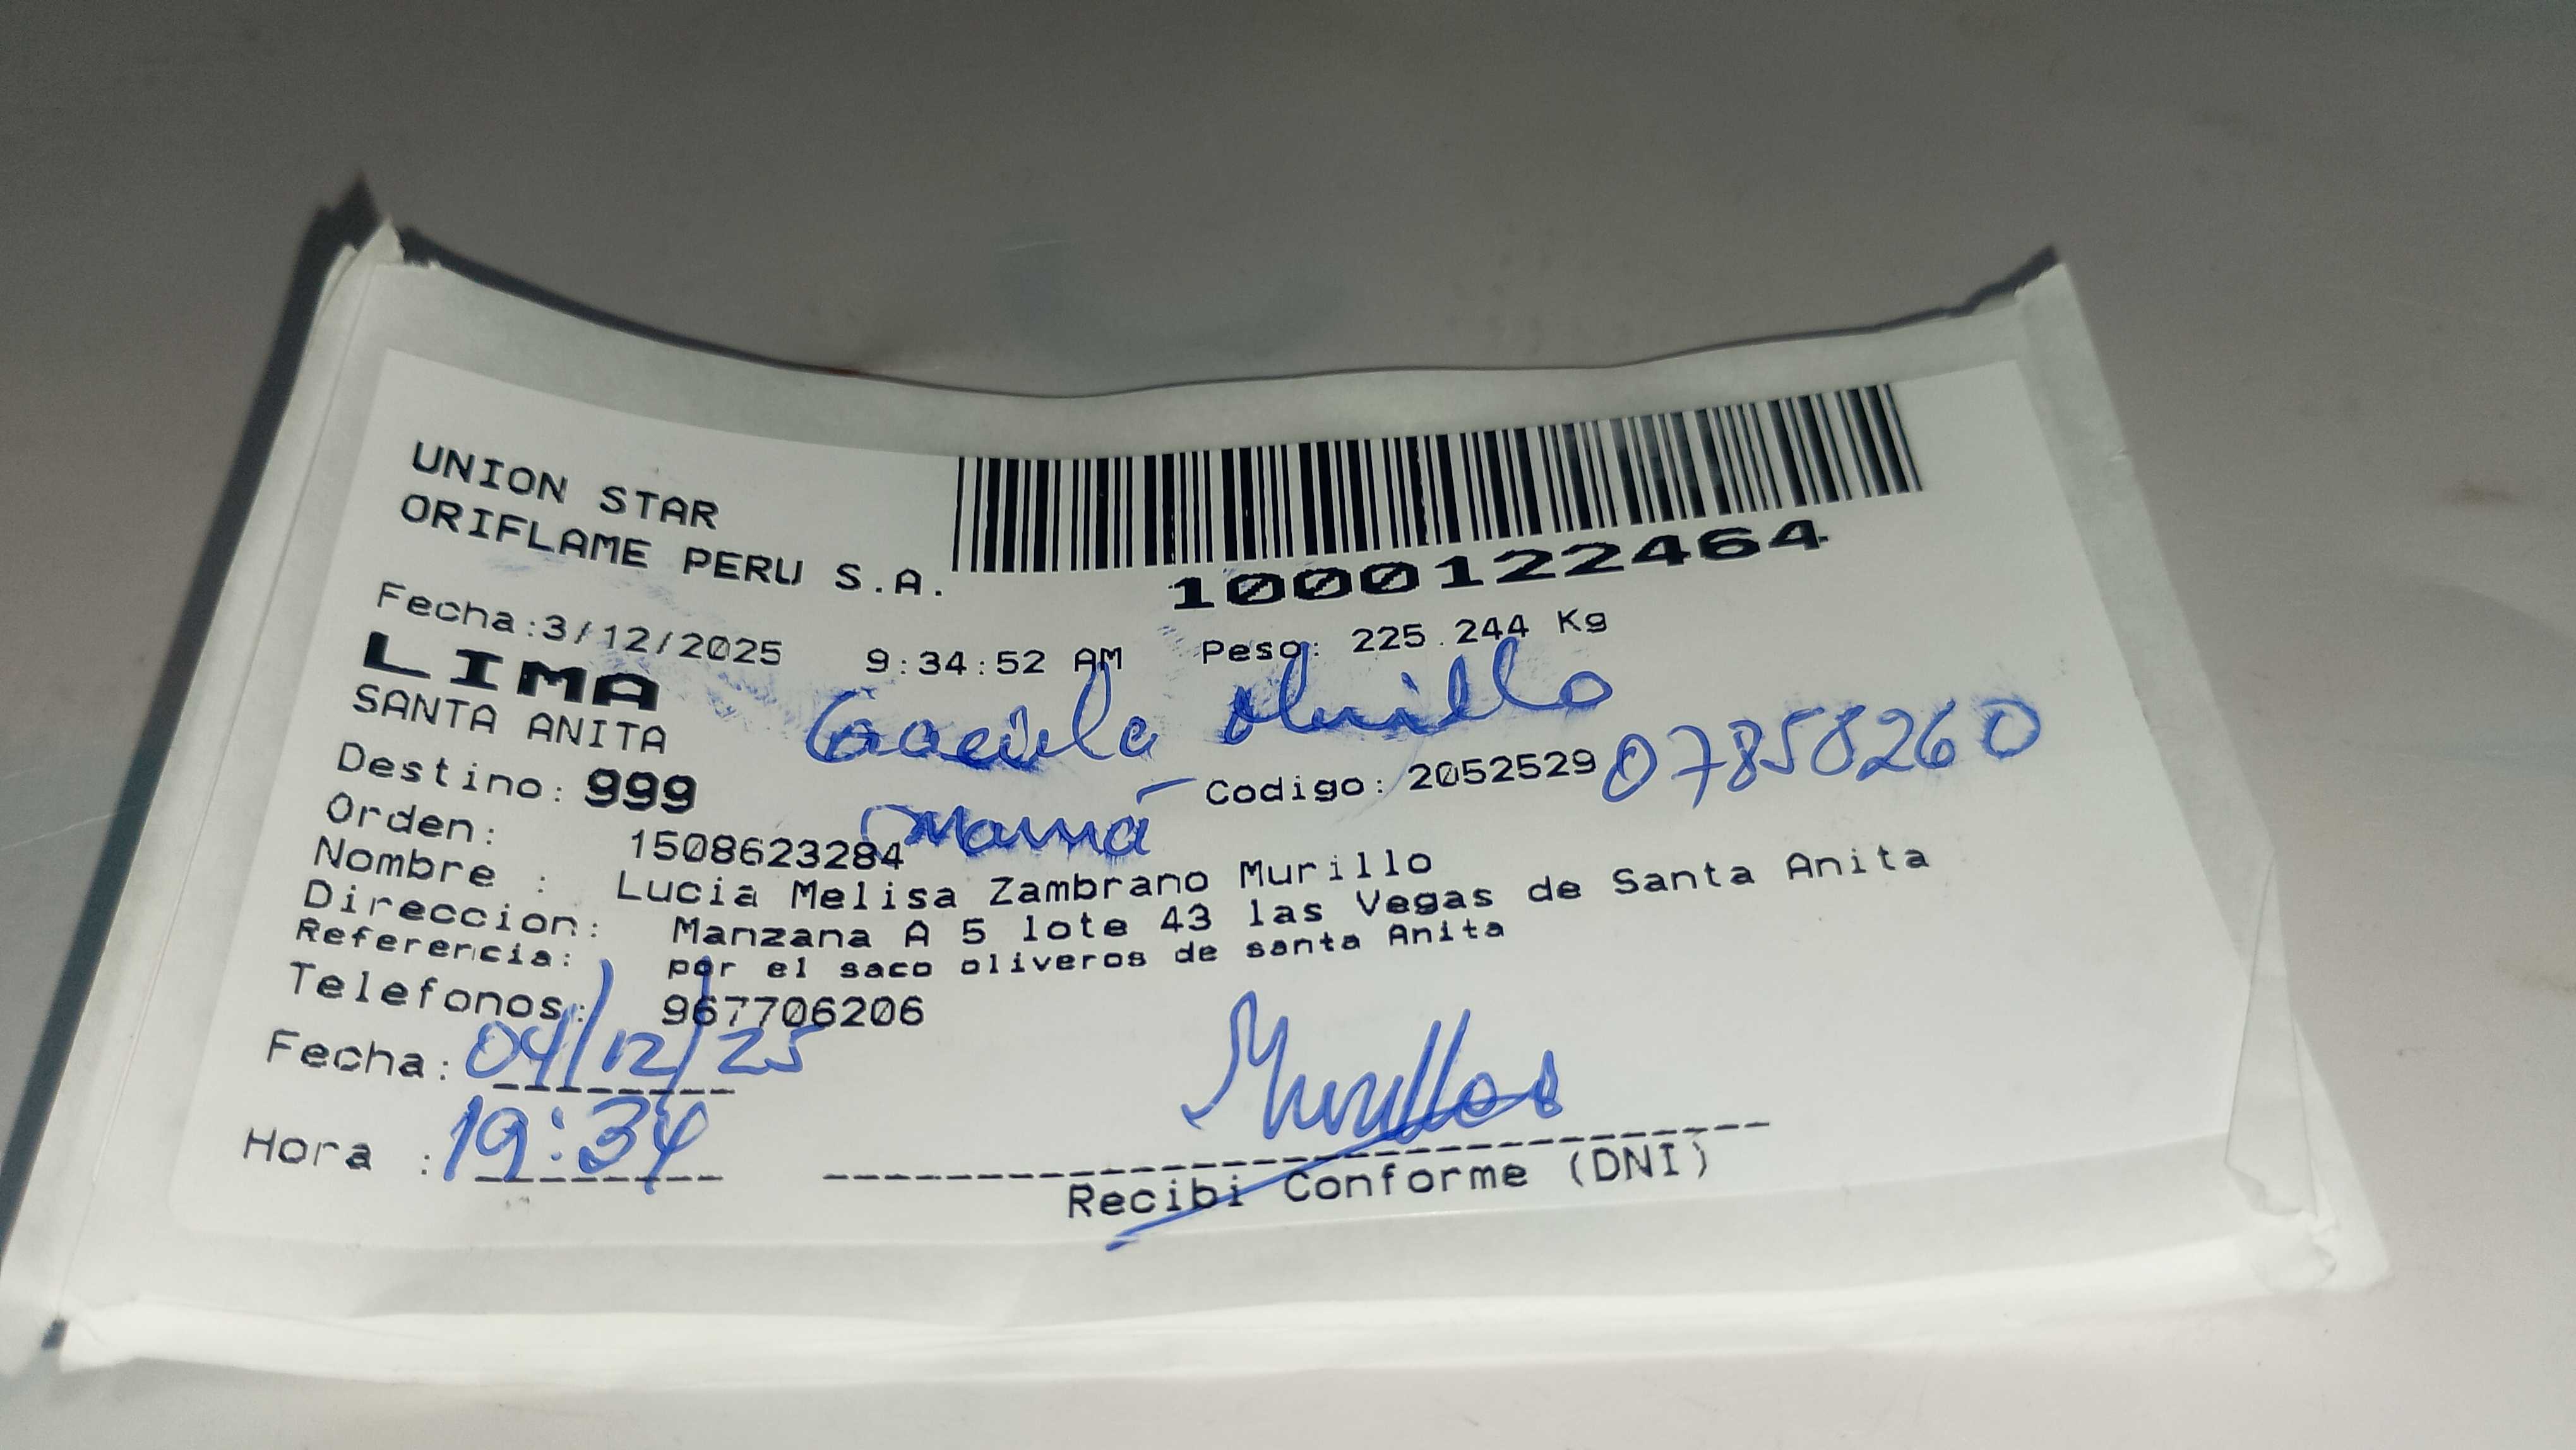 UNION STAR
ORIFLAME PERU S.A.
1000122464
Fecha:3/12/2025 9:34:52 AM Peso: 225.244 Kg
LIMA
SANTA ANITA
Graciela Murillo
Destino: 999 Codigo: 2052529 07858260
Mamá
Orden: 1508623284
Nombre : Lucia Melisa Zambrano Murillo
Direccion: Manzana A 5 lote 43 las Vegas de Santa Anita
Referencia: por el saco oliveros de santa Anita
Telefonos: 967706206
Fecha: 04/12/25
Hora : 19:34
Murillo
Recibi Conforme (DNI)